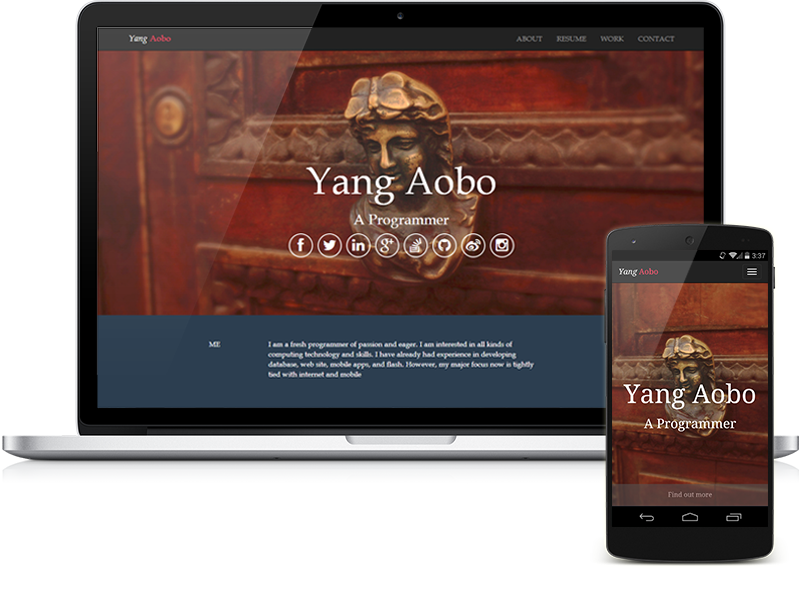 Yang Aobo
ABOUT RESUME WORK CONTACT
Yang Aobo
A Programmer
ME
I am a fresh programmer of passion and eager. I am interested in all kinds of
computing technology and skills. I have already had experience in developing
database, web site, mobile apps, and flash. However, my major focus now is tightly
tied with internet and mobile
3:37
Yang Aobo
Yang Aobo
A Programmer
Find out more